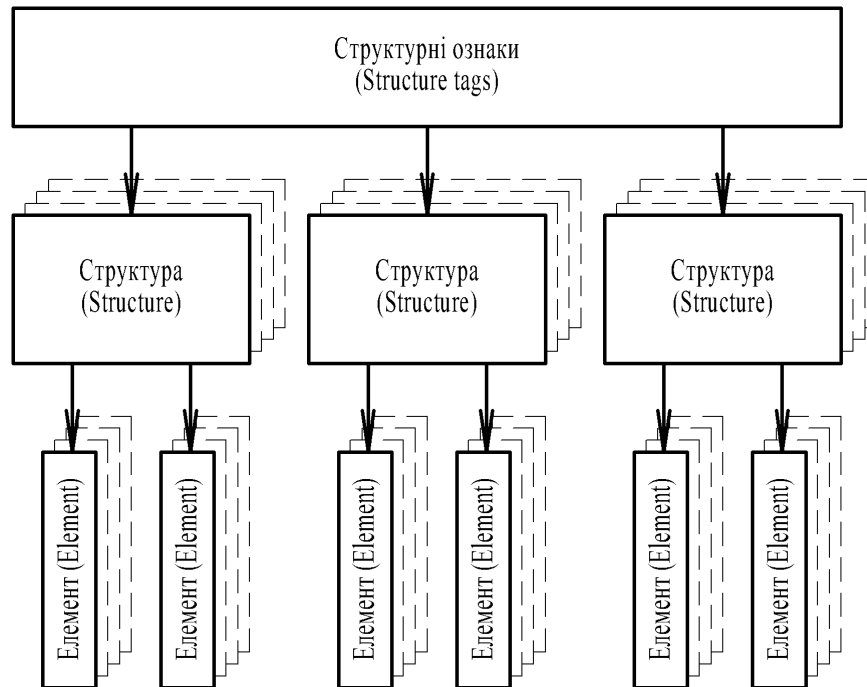 Структурні ознаки
(Structure tags)
Структура
(Structure)
Структура
(Structure)
Структура
(Structure)
Елемент (Element)
Елемент (Element)
Елемент (Element)
Елемент (Element)
Елемент (Element)
Елемент (Element)